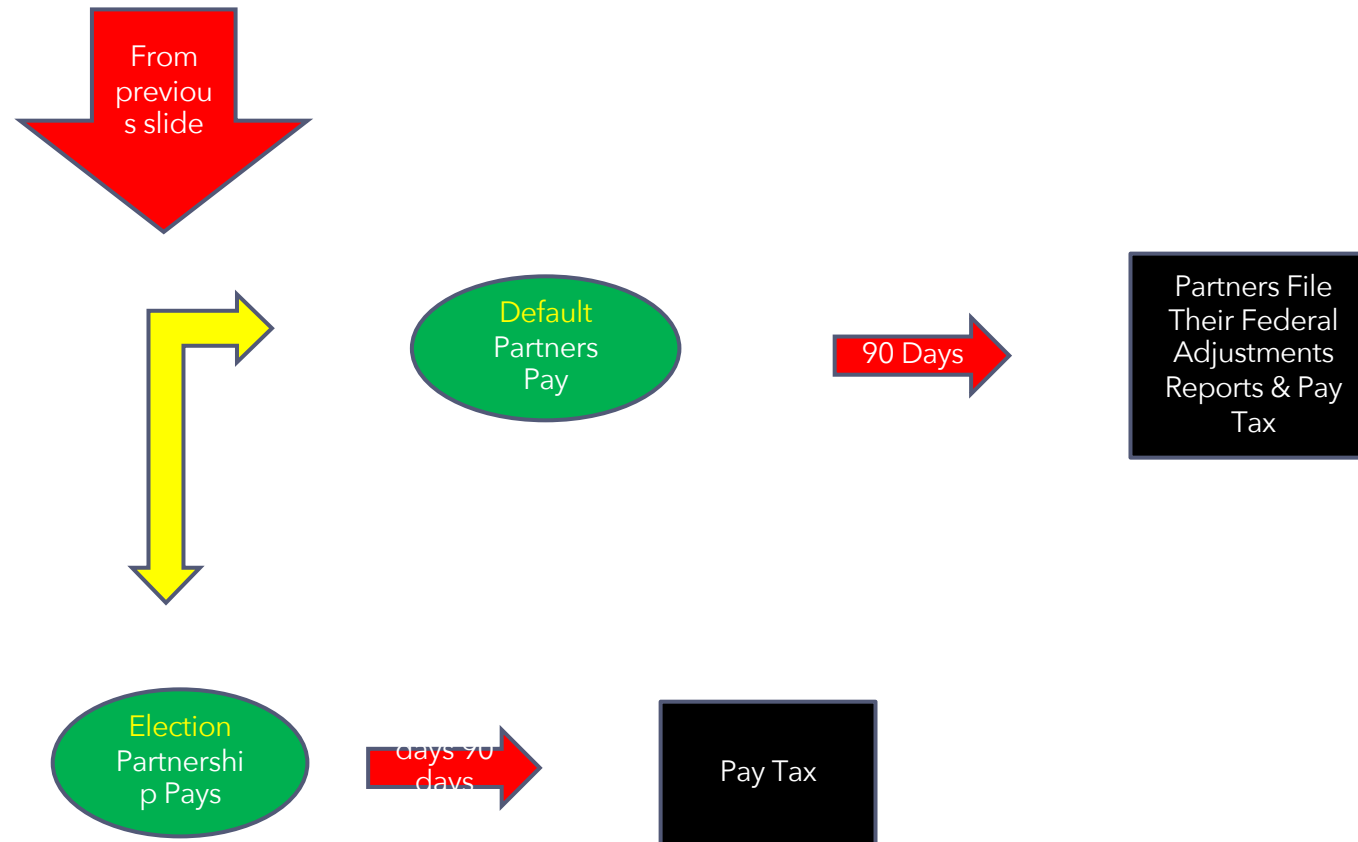 From
previou
s slide
Default
Partners
Pay
90 Days
Partners File
Their Federal
Adjustments
Reports & Pay
Tax
Election
Partnershi
p Pays
days 90
days
Pay Tax